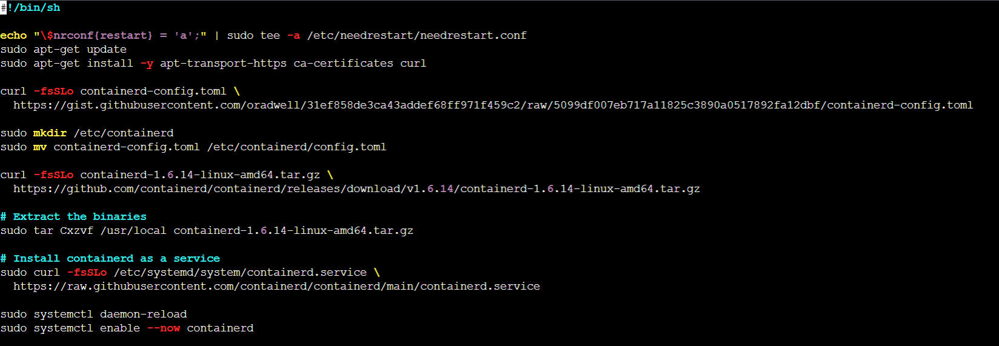 #!/bin/sh
echo "\$nrconf{restart} = 'a';" | sudo tee -a /etc/needrestart/needrestart.conf
sudo apt-get update
sudo apt-get install -y apt-transport-https ca-certificates curl
curl -fsSLo containerd-config.toml \
  https://gist.githubusercontent.com/oradwell/31ef858de3ca43addef68ff971f459c2/raw/5099df007eb717a11825c3890a0517892fa12dbf/containerd-config.toml
sudo mkdir /etc/containerd
sudo mv containerd-config.toml /etc/containerd/config.toml
curl -fsSLo containerd-1.6.14-linux-amd64.tar.gz \
  https://github.com/containerd/containerd/releases/download/v1.6.14/containerd-1.6.14-linux-amd64.tar.gz
# Extract the binaries
sudo tar Cxzvf /usr/local containerd-1.6.14-linux-amd64.tar.gz
# Install containerd as a service
sudo curl -fsSLo /etc/systemd/system/containerd.service \
  https://raw.githubusercontent.com/containerd/containerd/main/containerd.service
sudo systemctl daemon-reload
sudo systemctl enable --now containerd